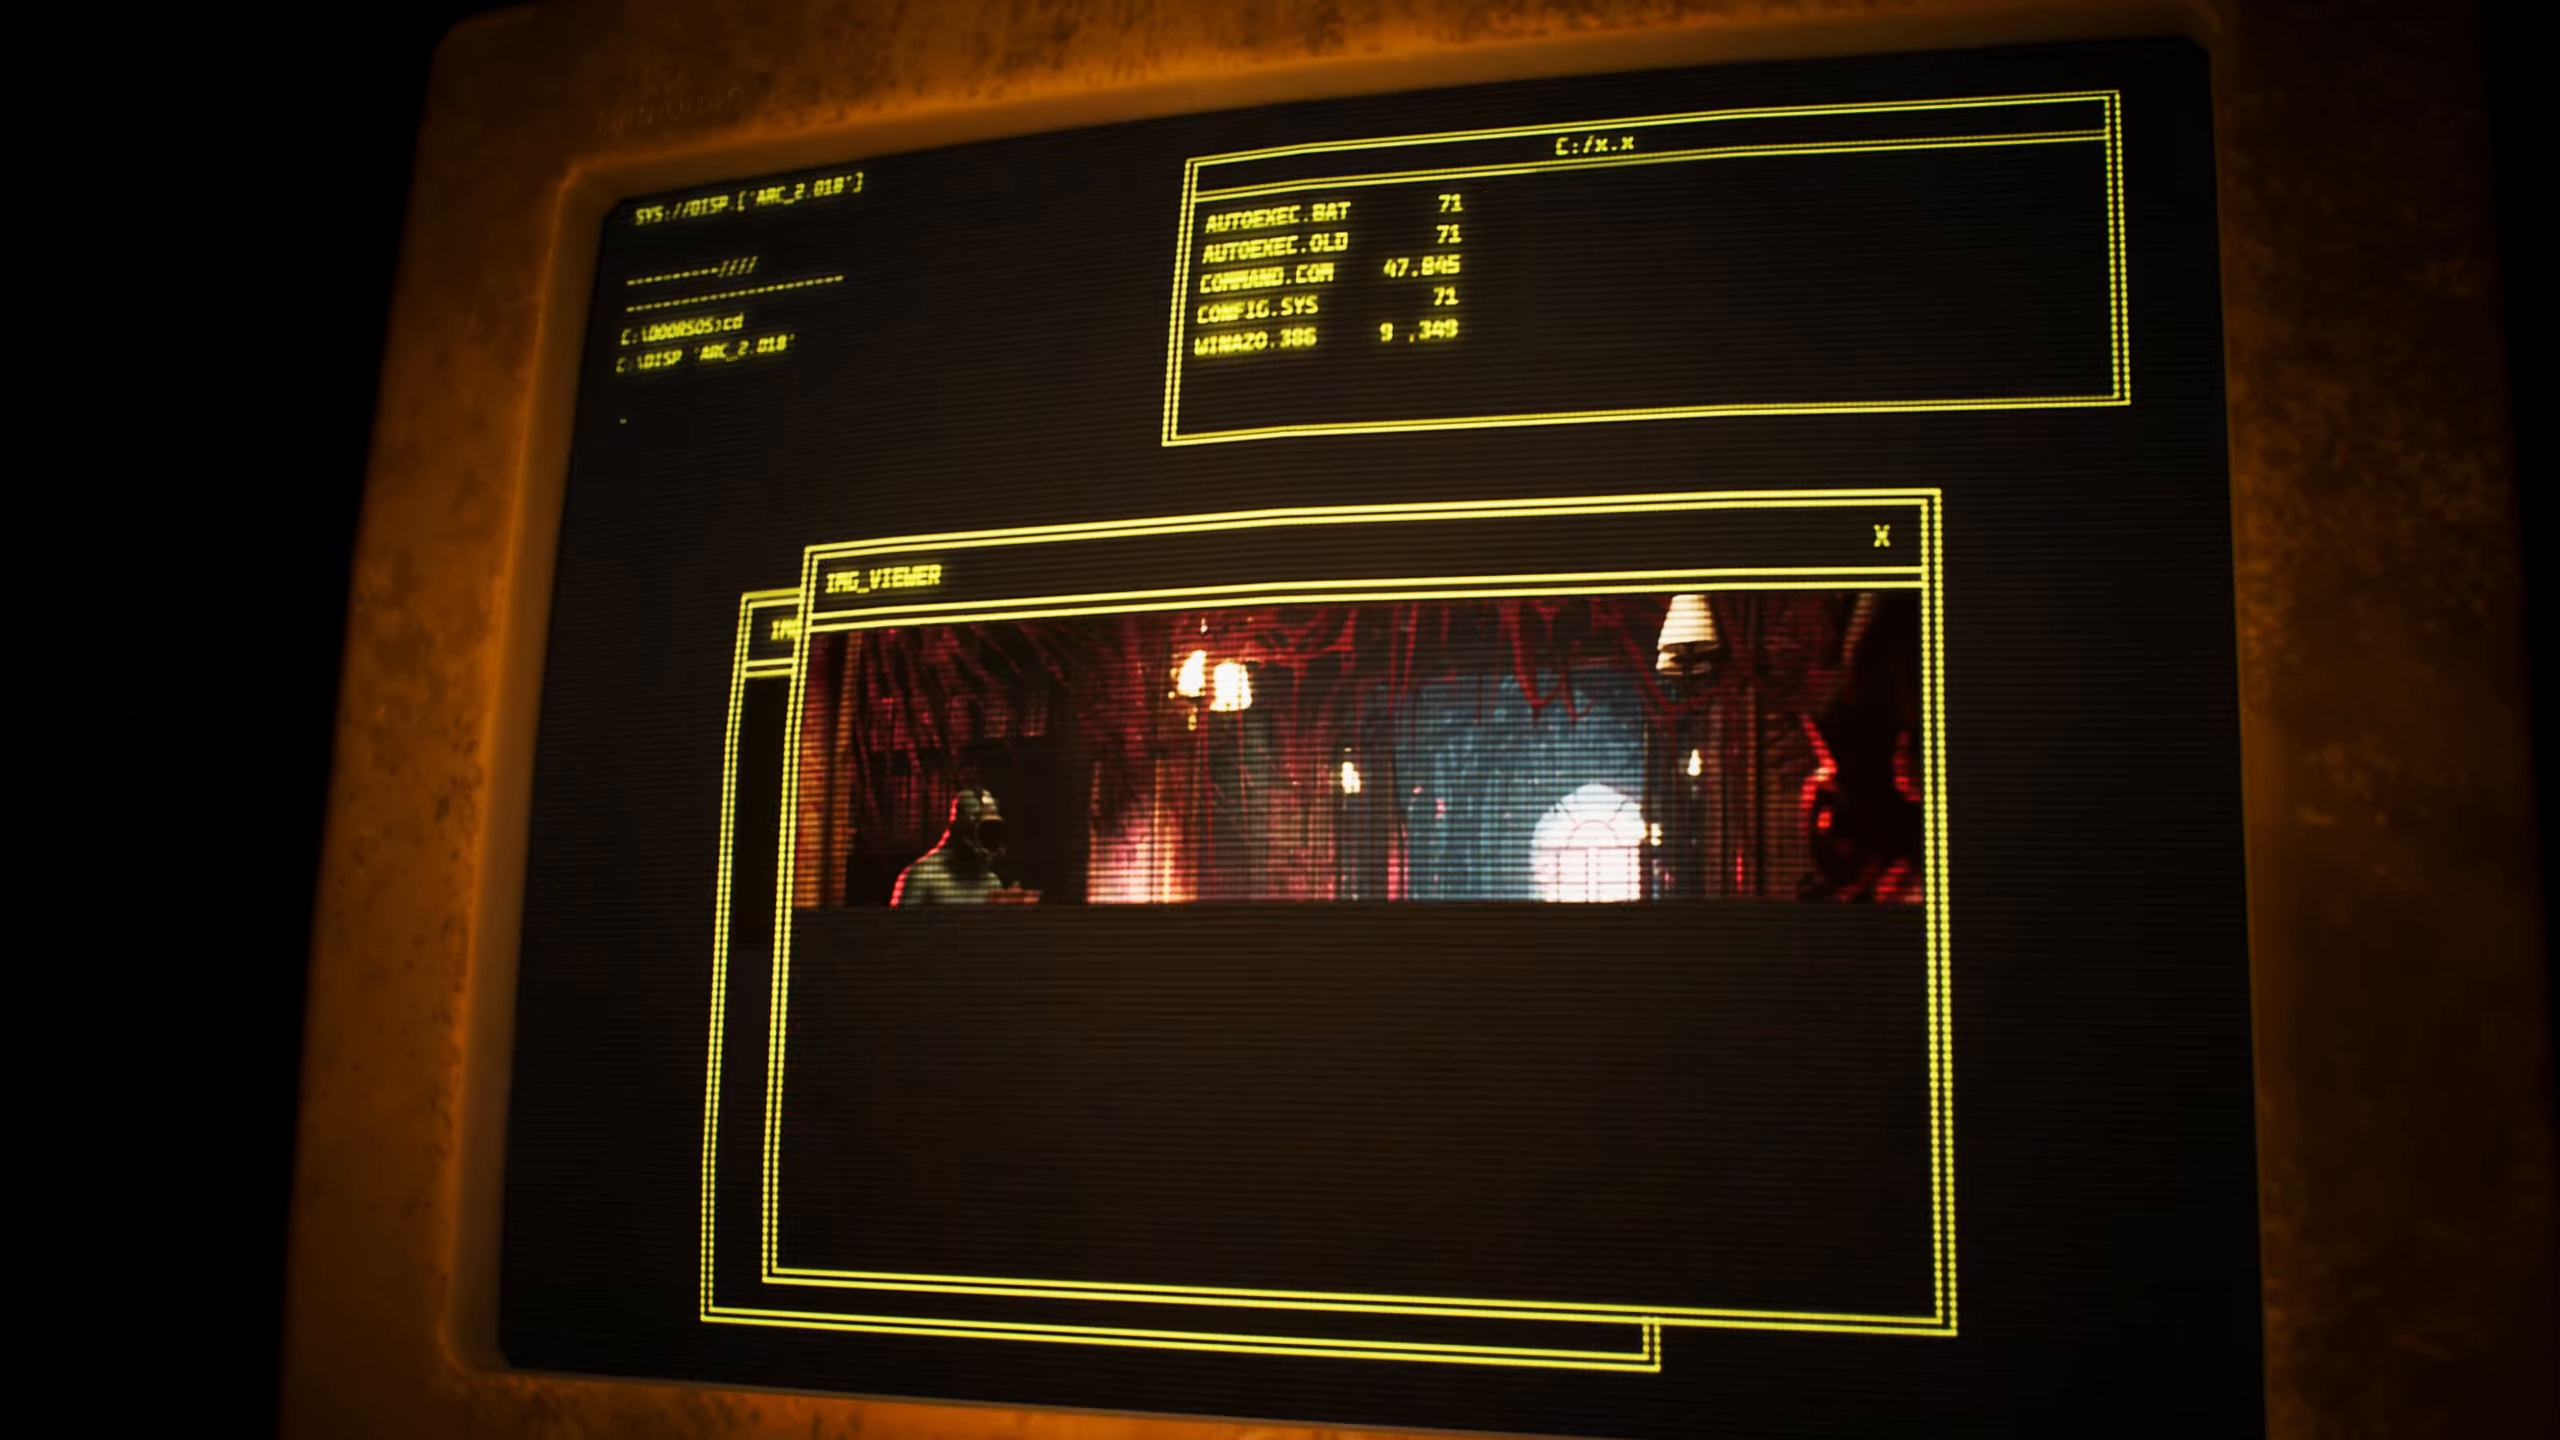 SYS://DISP.['ARC_2.018']
----------////
------------------------
C:\DOORSOS>cd
C:\DISP 'ARC_2.018'
C:/x.x
AUTOEXEC.BAT 71
AUTOEXEC.OLD 71
COMMAND.COM 47.845
CONFIG.SYS 71
WINA20.386 9 ,349
IMG_VIEWER X
IM